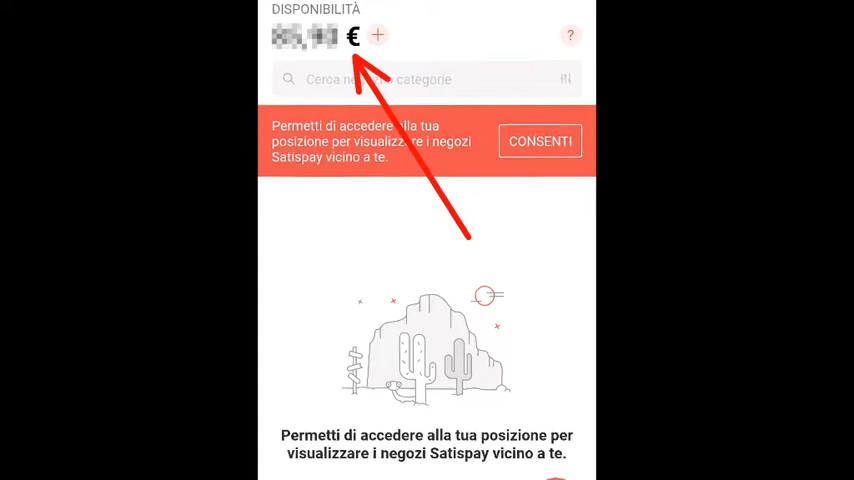 DISPONIBILITÀ
€ +
?
Cerca negozi o categorie
Permetti di accedere alla tua
posizione per visualizzare i negozi
Satispay vicino a te.
CONSENTI
Permetti di accedere alla tua posizione per
visualizzare i negozi Satispay vicino a te.